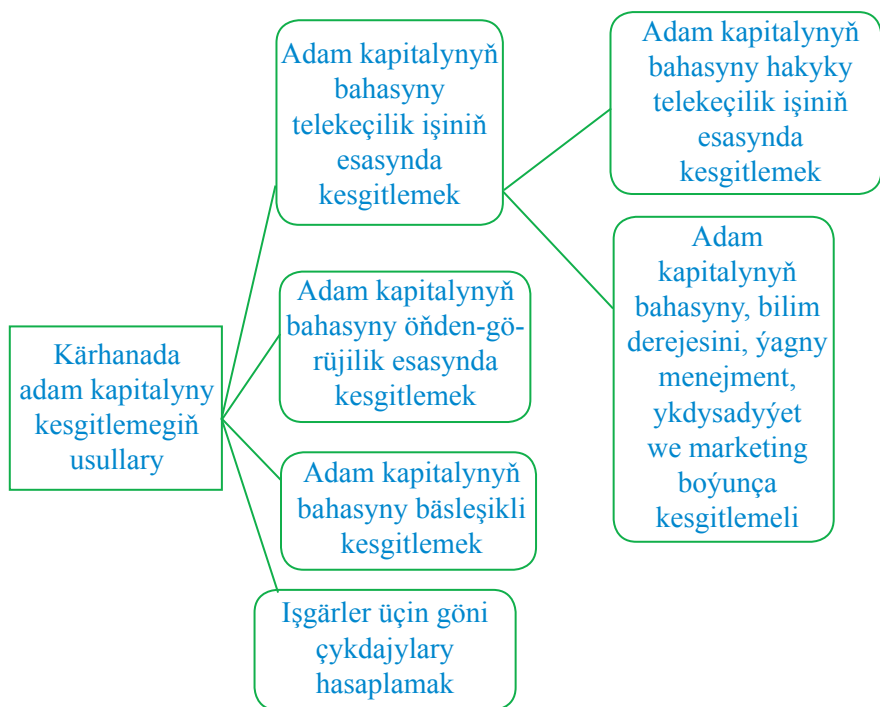 Kärhanada
adam kapitalyny
kesgitlemegiň
usullary
Adam kapitalynyň
bahasyny
telekeçilik işiniň
esasynda
kesgitlemek
Adam kapitalynyň
bahasyny öňden-gö-
rüjilik esasynda
kesgitlemek
Adam kapitalynyň
bahasyny bäsleşikli
kesgitlemek
Işgärler üçin göni
çykdajylary
hasaplamak
Adam kapitalynyň
bahasyny hakyky
telekeçilik işiniň
esasynda
kesgitlemek
Adam
kapitalynyň
bahasyny, bilim
derejesini, ýagny
menejment,
ykdysadyýet
we marketing
boýunça
kesgitlemeli